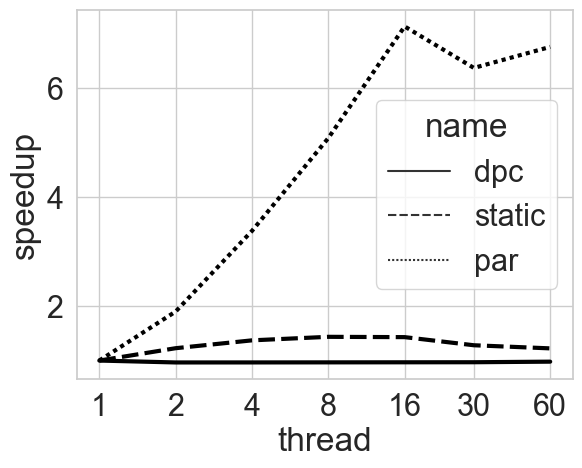 speedup
6
4
2
name
dpc
static
par
1 2 4 8 16 30 60
thread